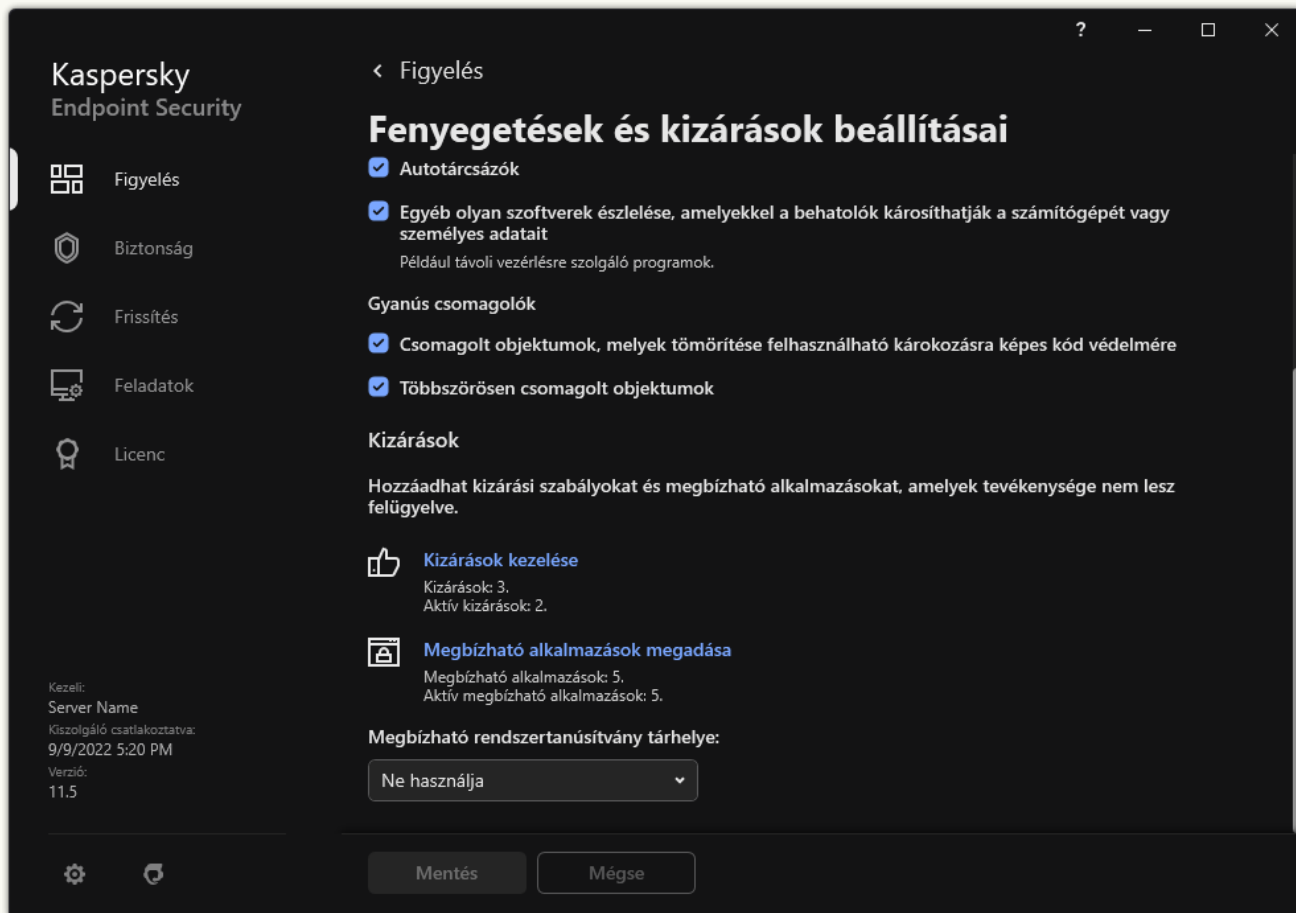 ?
Kaspersky
Endpoint Security
Figyelés
Biztonság
Frissítés
Feladatok
Licenc
Kezeli:
Server Name
Kiszolgáló csatlakoztatva:
9/9/2022 5:20 PM
Verzió:
11.5
Figyelés
Fenyegetések és kizárások beállításai
Autotárcsázók
Egyéb olyan szoftverek észlelése, amelyekkel a behatolók károsíthatják a számítógépét vagy
személyes adatait
Például távoli vezérlésre szolgáló programok.
Gyanús csomagolók
Csomagolt objektumok, melyek tömörítése felhasználható károkozásra képes kód védelmére
Többszörösen csomagolt objektumok
Kizárások
Hozzáadhat kizárási szabályokat és megbízható alkalmazásokat, amelyek tevékenysége nem lesz
felügyelve.
Kizárások kezelése
Kizárások: 3.
Aktív kizárások: 2.
Megbízható alkalmazások megadása
Megbízható alkalmazások: 5.
Aktív megbízható alkalmazások: 5.
Megbízható rendszertanúsítvány tárhelye:
Ne használja
Mentés
Mégse